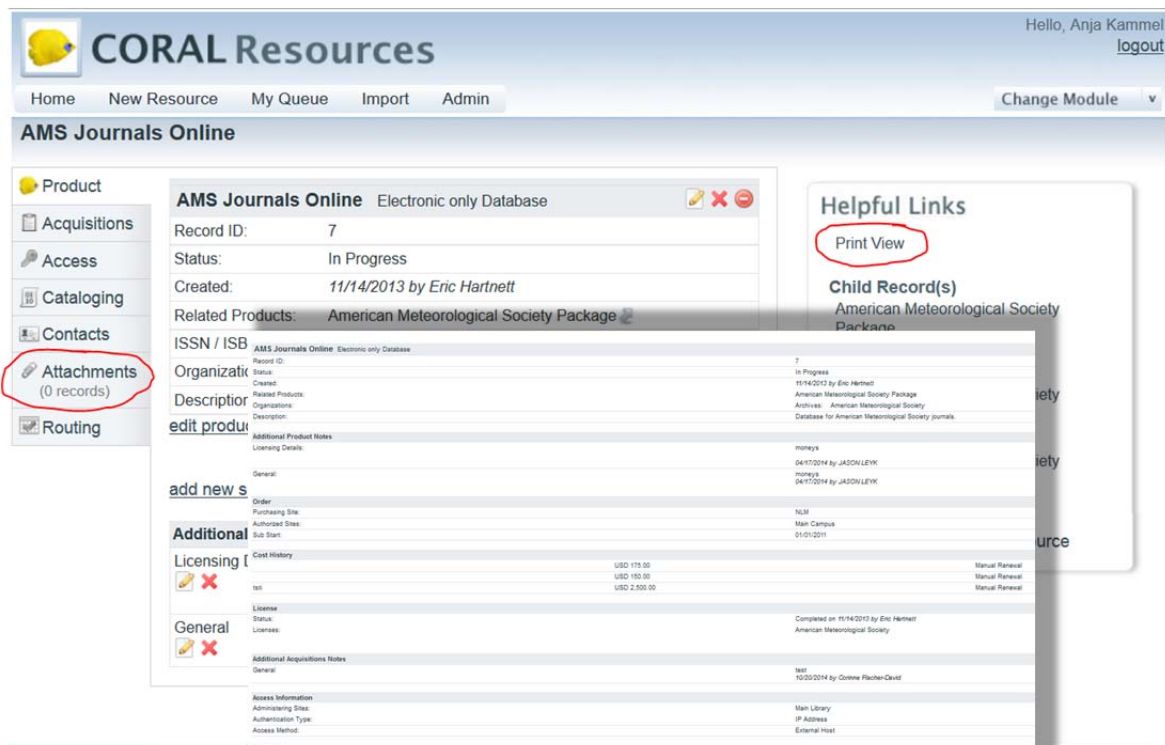 CORAL Resources
Hello, Anja Kammel
logout
Home New Resource My Queue Import Admin
Change Module v
AMS Journals Online
Product
Acquisitions
Access
Cataloging
Contacts
Attachments
(0 records)
Routing
AMS Journals Online Electronic only Database
Record ID: 7
Status: In Progress
Created: 11/14/2013 by Eric Hartnett
Related Products: American Meteorological Society Package
ISSN / ISB
Organizati
Description
edit produ
add new s
Additional
Licensing D
General
Helpful Links
Print View
Child Record(s)
American Meteorological Society
Package
iety
iety
urce
AMS Journals Online Electronic only Database
Record ID: 7
Status: In Progress
Created: 11/14/2013 by Eric Hartnett
Related Products: American Meteorological Society Package
Organizations: Archives: American Meteorological Society
Description: Database for American Meteorological Society journals.
Additional Product Notes
Licensing Details: moneys
04/17/2014 by JASON LEYK
General: moneys
04/17/2014 by JASON LEYK
Order
Purchasing Site: NLM
Authorized Sites: Main Campus
Sub Start: 01/01/2011
Cost History
USD 175.00 Manual Renewal
USD 150.00 Manual Renewal
USD 2,500.00 Manual Renewal
License
Status: Completed on 11/14/2013 by Eric Hartnett
Licenses: American Meteorological Society
Additional Acquisitions Notes
General: test
10/20/2014 by Corinne Flacher-David
Access Information
Administering Sites: Main Library
Authentication Type: IP Address
Access Method: External Host